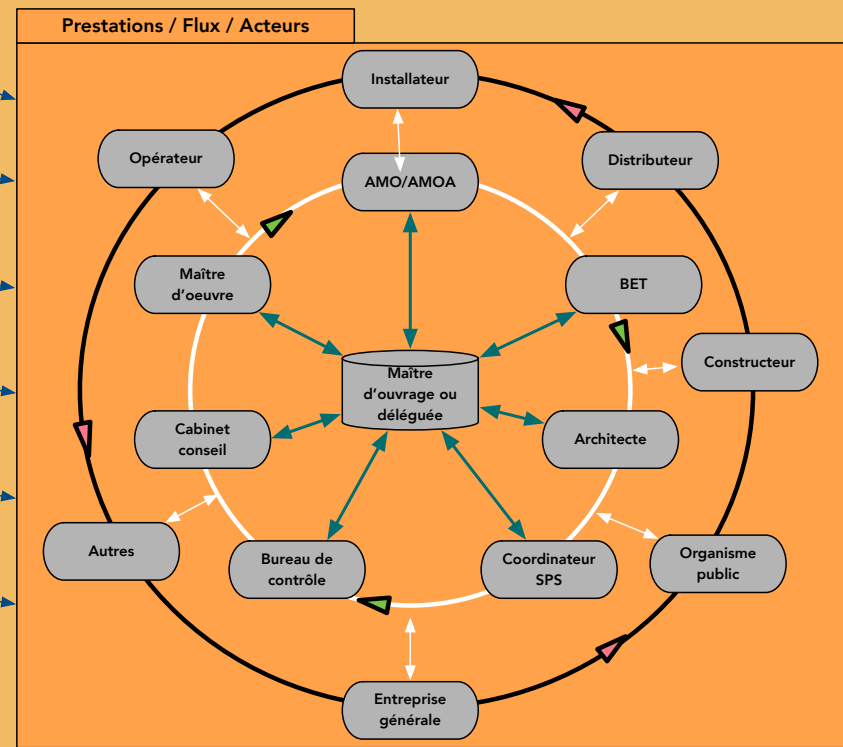 Prestations / Flux / Acteurs
Installateur
Opérateur
Distributeur
AMO/AMOA
Maître
d'oeuvre
BET
Constructeur
Maître
d'ouvrage ou
déléguée
Cabinet
conseil
Architecte
Autres
Bureau de
contrôle
Coordinateur
SPS
Organisme
public
Entreprise
générale